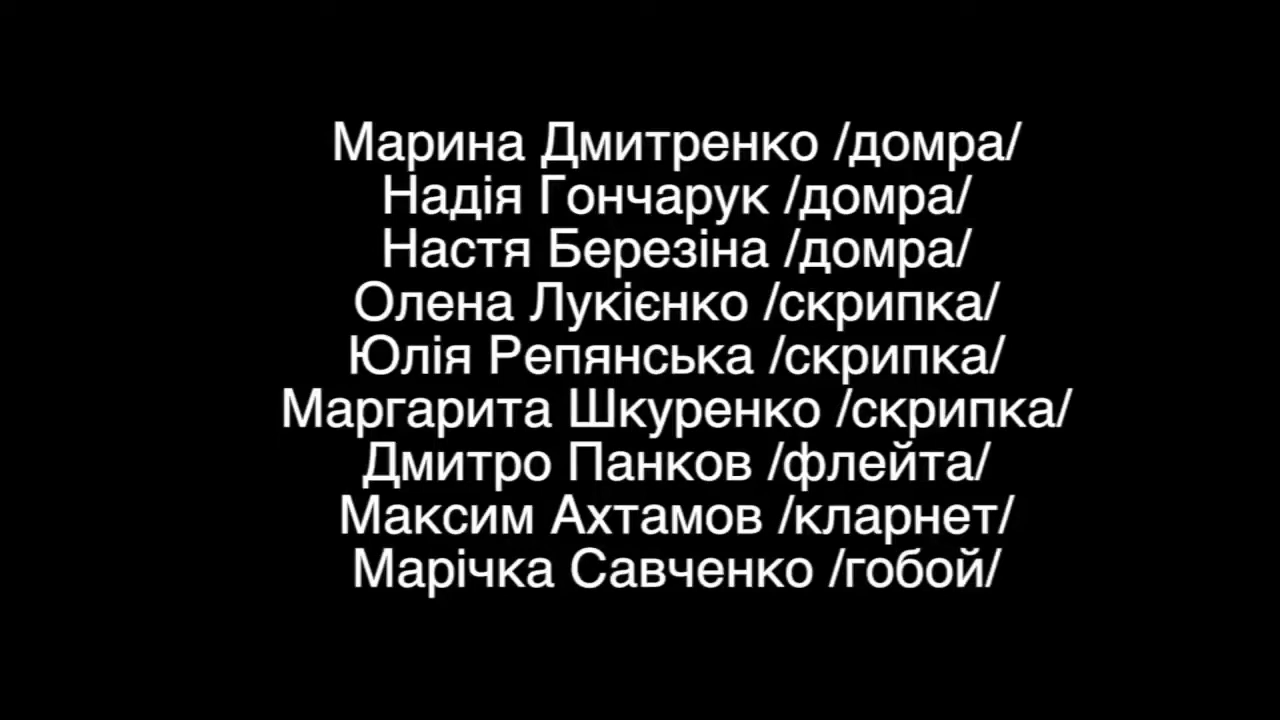 Марина Дмитренко /домра/
Надія Гончарук /домра/
Настя Березіна /домра/
Олена Лукієнко /скрипка/
Юлія Репянська /скрипка/
Маргарита Шкуренко /скрипка/
Дмитро Панков /флейта/
Максим Ахтамов /кларнет/
Марічка Савченко /гобой/